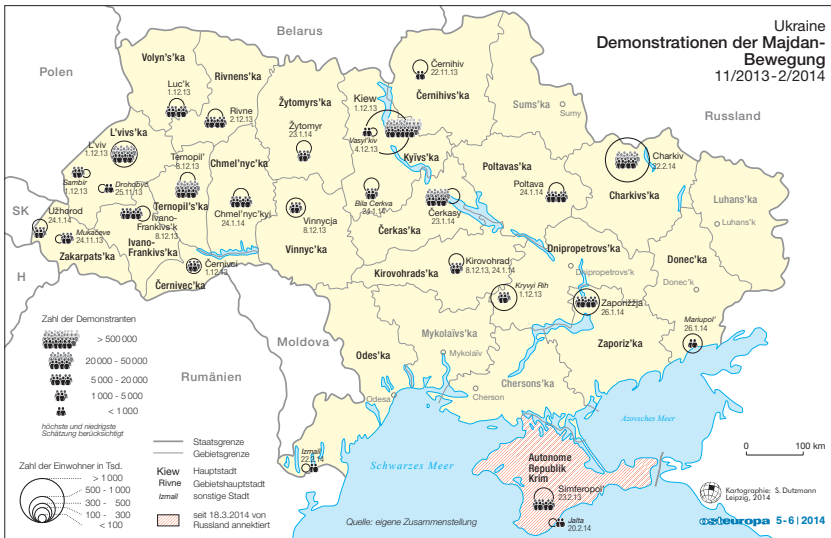 Ukraine
Demonstrationen der Majdan-
Bewegung
11/2013-2/2014
Belarus
Polen
Russland
SK
H
Rumänien
Moldova
Volyns'ka
Luc'k
1.12.13
Rivnens'ka
Rivne
2.12.13
Žytomyrs'ka
Žytomyr
23.1.14
Kiew
1.12.13
Vasyl'kiv
4.12.13
Kyïvs'ka
Černihiv
22.11.13
Černihivs'ka
Sums'ka
Sumy
L'vivs'ka
L'viv
1.12.13
Sambir
1.12.13
Drohobyč
25.11.13
Ternopil'
8.12.13
Ternopil's'ka
Chmel'nyc'ka
Chmel'nyc'kyj
24.1.14
Užhorod
24.1.14
Mukačeve
24.11.13
Zakarpats'ka
Ivano-
Frankivs'k
8.12.13
Ivano-
Frankivs'ka
Černivci
1.12.13
Černivec'ka
Vinnycja
8.12.13
Vinnyc'ka
Bila Cerkva
24.1.14
Čerkasy
23.1.14
Čerkas'ka
Poltavas'ka
Poltava
24.1.14
Charkiv
22.2.14
Charkivs'ka
Luhans'ka
Luhans'k
Donec'ka
Donec'k
Dnipropetrovs'ka
Dnipropetrovs'k
Kirovohrad
8.12.13, 24.1.14
Kirovohrads'ka
Kryvyi Rih
1.12.13
Zaporižžja
26.1.14
Zaporiz'ka
Mariupol'
26.1.14
Mykolaïvs'ka
Mykolaïv
Odes'ka
Odesa
Chersons'ka
Cherson
Izmail
22.2.14
Schwarzes Meer
Azovsches Meer
Autonome
Republik
Krim
Simferopol'
23.2.13
Jalta
20.2.14
Zahl der Demonstranten
> 500 000
20 000 - 50 000
5 000 - 20 000
1 000 - 5 000
< 1 000
höchste und niedrigste
Schätzung berücksichtigt
Zahl der Einwohner in Tsd.
> 1 000
500 - 1 000
300 - 500
100 - 300
< 100
Staatsgrenze
Gebietsgrenze
Kiew Hauptstadt
Rivne Gebietshauptstadt
Izmail sonstige Stadt
seit 18.3.2014 von
Russland annektiert
Quelle: eigene Zusammenstellung
0 100 km
Kartographie: S. Dutzmann
Leipzig, 2014
osteuropa 5-6 | 2014